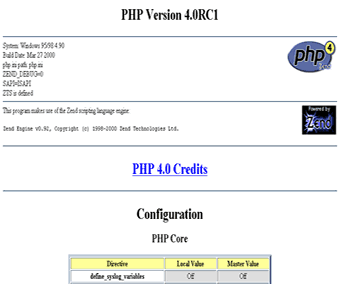 PHP Version 4.0RC1
System: Windows 95/98 4.90
Build Date: Mar 27 2000
php.ini path: php.ini
ZEND_DEBUG=0
SAPI=ISAPI
ZTS is defined
php 4
This program makes use of the Zend scripting language engine:
Powered by
Zend
Zend Engine v0.92, Copyright (c) 1998-2000 Zend Technologies Ltd.
PHP 4.0 Credits
Configuration
PHP Core
Directive Local Value Master Value
define_syslog_variables Off Off